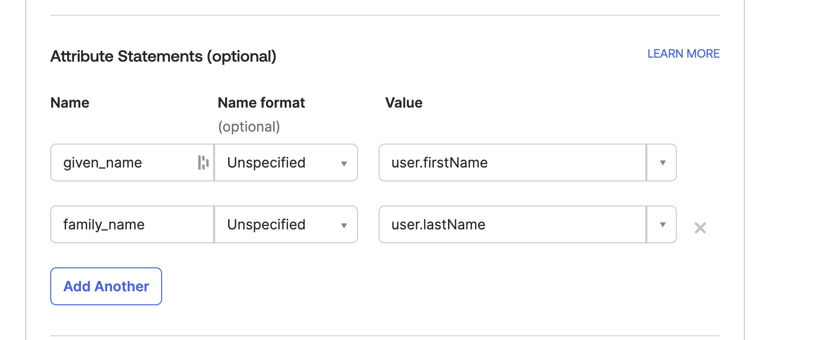 Attribute Statements (optional)
LEARN MORE
Name
Name format
Value
(optional)
given_name
Unspecified
user.firstName
family_name
Unspecified
user.lastName
Add Another